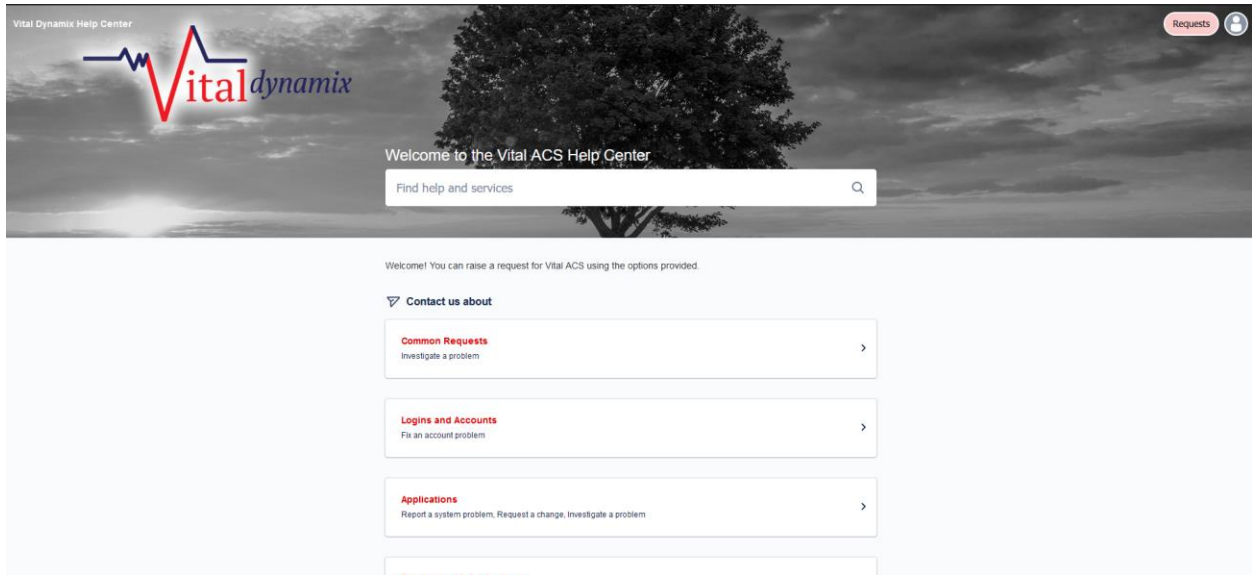 Vital Dynamix Help Center
Requests
Vital dynamix
Welcome to the Vital ACS Help Center
Find help and services
Welcome! You can raise a request for Vital ACS using the options provided.
Contact us about
Common Requests
Investigate a problem
Logins and Accounts
Fix an account problem
Applications
Report a system problem, Request a change, Investigate a problem